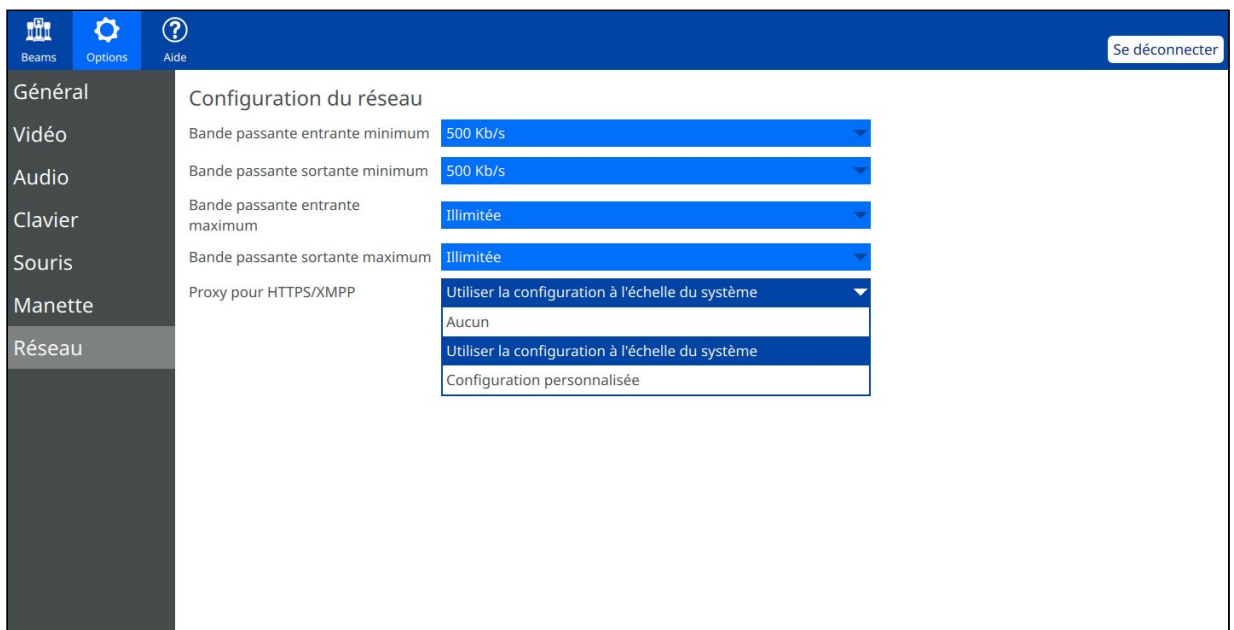 Beams
Options
Aide
Se déconnecter
Général
Vidéo
Audio
Clavier
Souris
Manette
Réseau
Configuration du réseau
Bande passante entrante minimum 500 Kb/s
Bande passante sortante minimum 500 Kb/s
Bande passante entrante
maximum
Illimitée
Bande passante sortante maximum Illimitée
Proxy pour HTTPS/XMPP Utiliser la configuration à l'échelle du système
Aucun
Utiliser la configuration à l'échelle du système
Configuration personnalisée